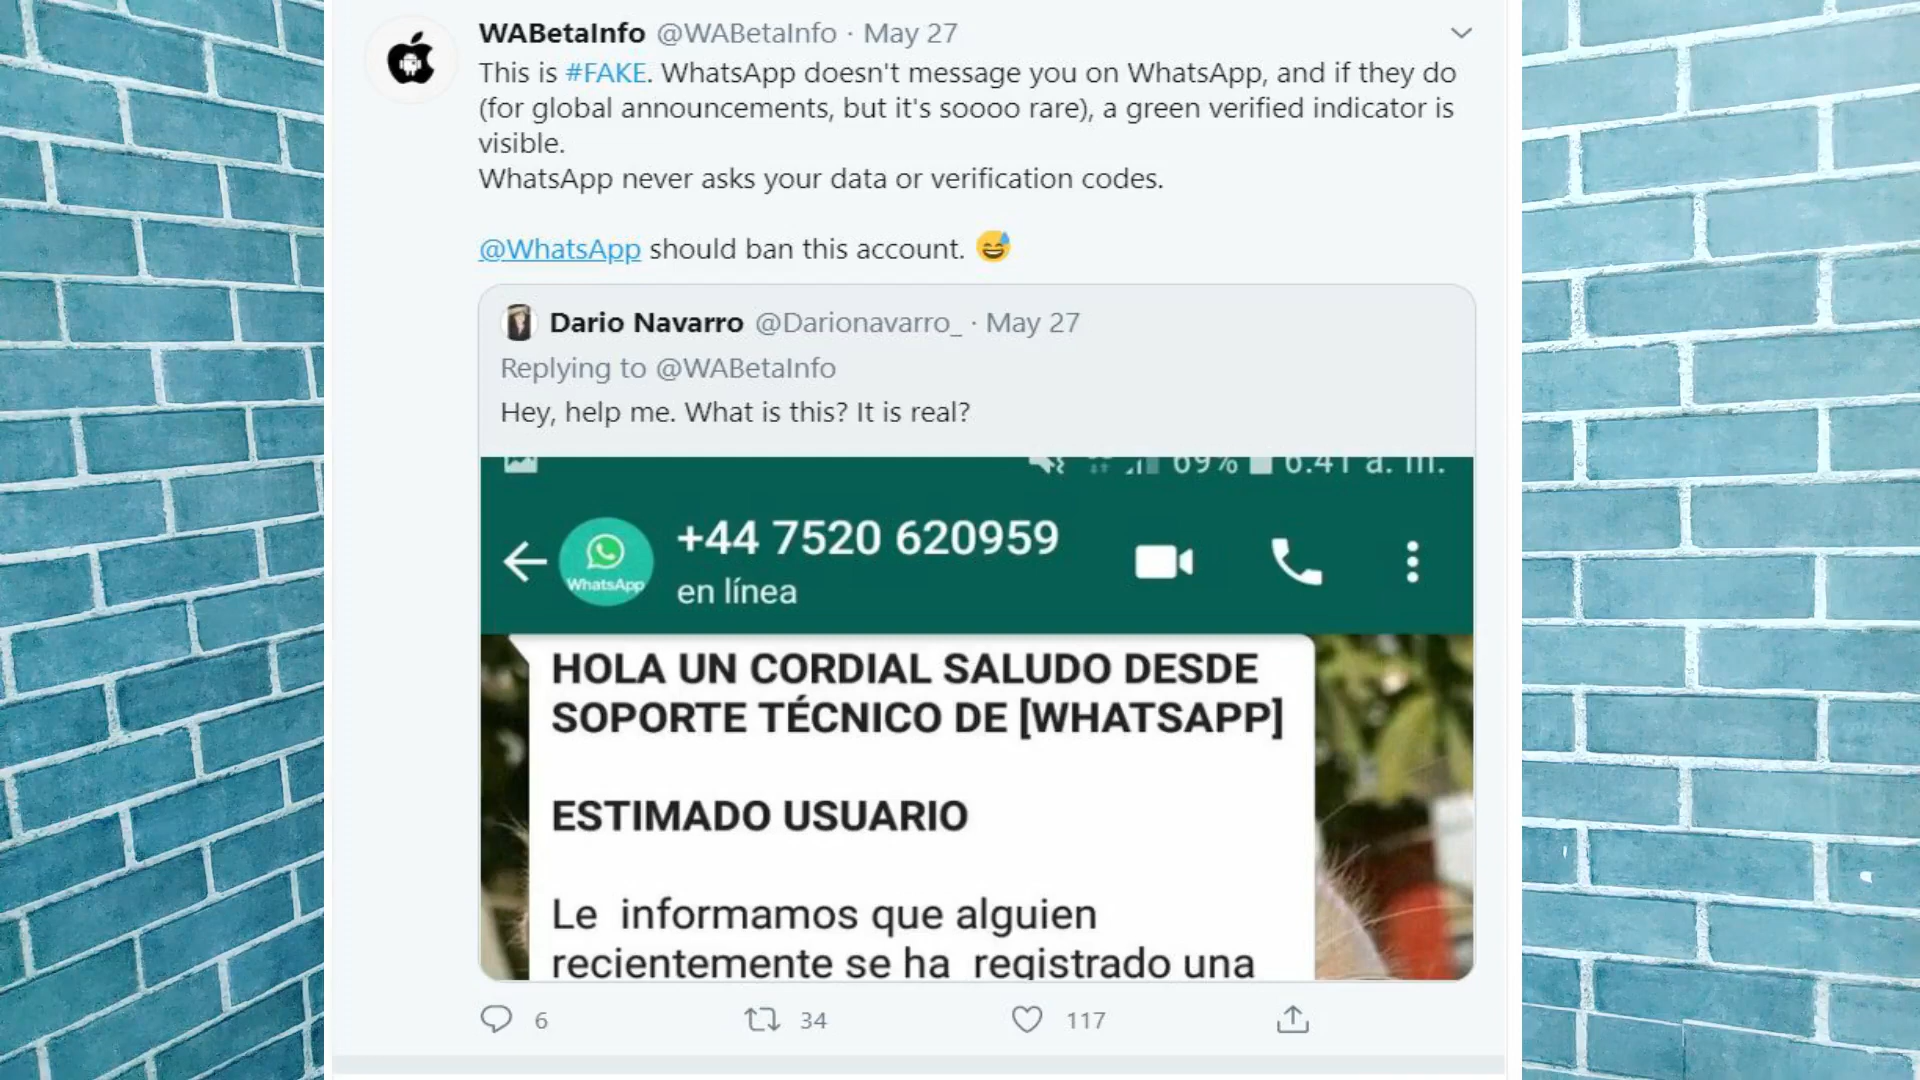 WABetaInfo @WABetaInfo · May 27
This is #FAKE. WhatsApp doesn't message you on WhatsApp, and if they do
(for global announcements, but it's soooo rare), a green verified indicator is
visible.
WhatsApp never asks your data or verification codes.
@WhatsApp should ban this account. 😅
Dario Navarro @Darionavarro_ · May 27
Replying to @WABetaInfo
Hey, help me. What is this? It is real?
69% 6:41 a. m.
+44 7520 620959
WhatsApp
en línea
HOLA UN CORDIAL SALUDO DESDE
SOPORTE TÉCNICO DE [WHATSAPP]
ESTIMADO USUARIO
Le informamos que alguien
recientemente se ha registrado una
6 34 117